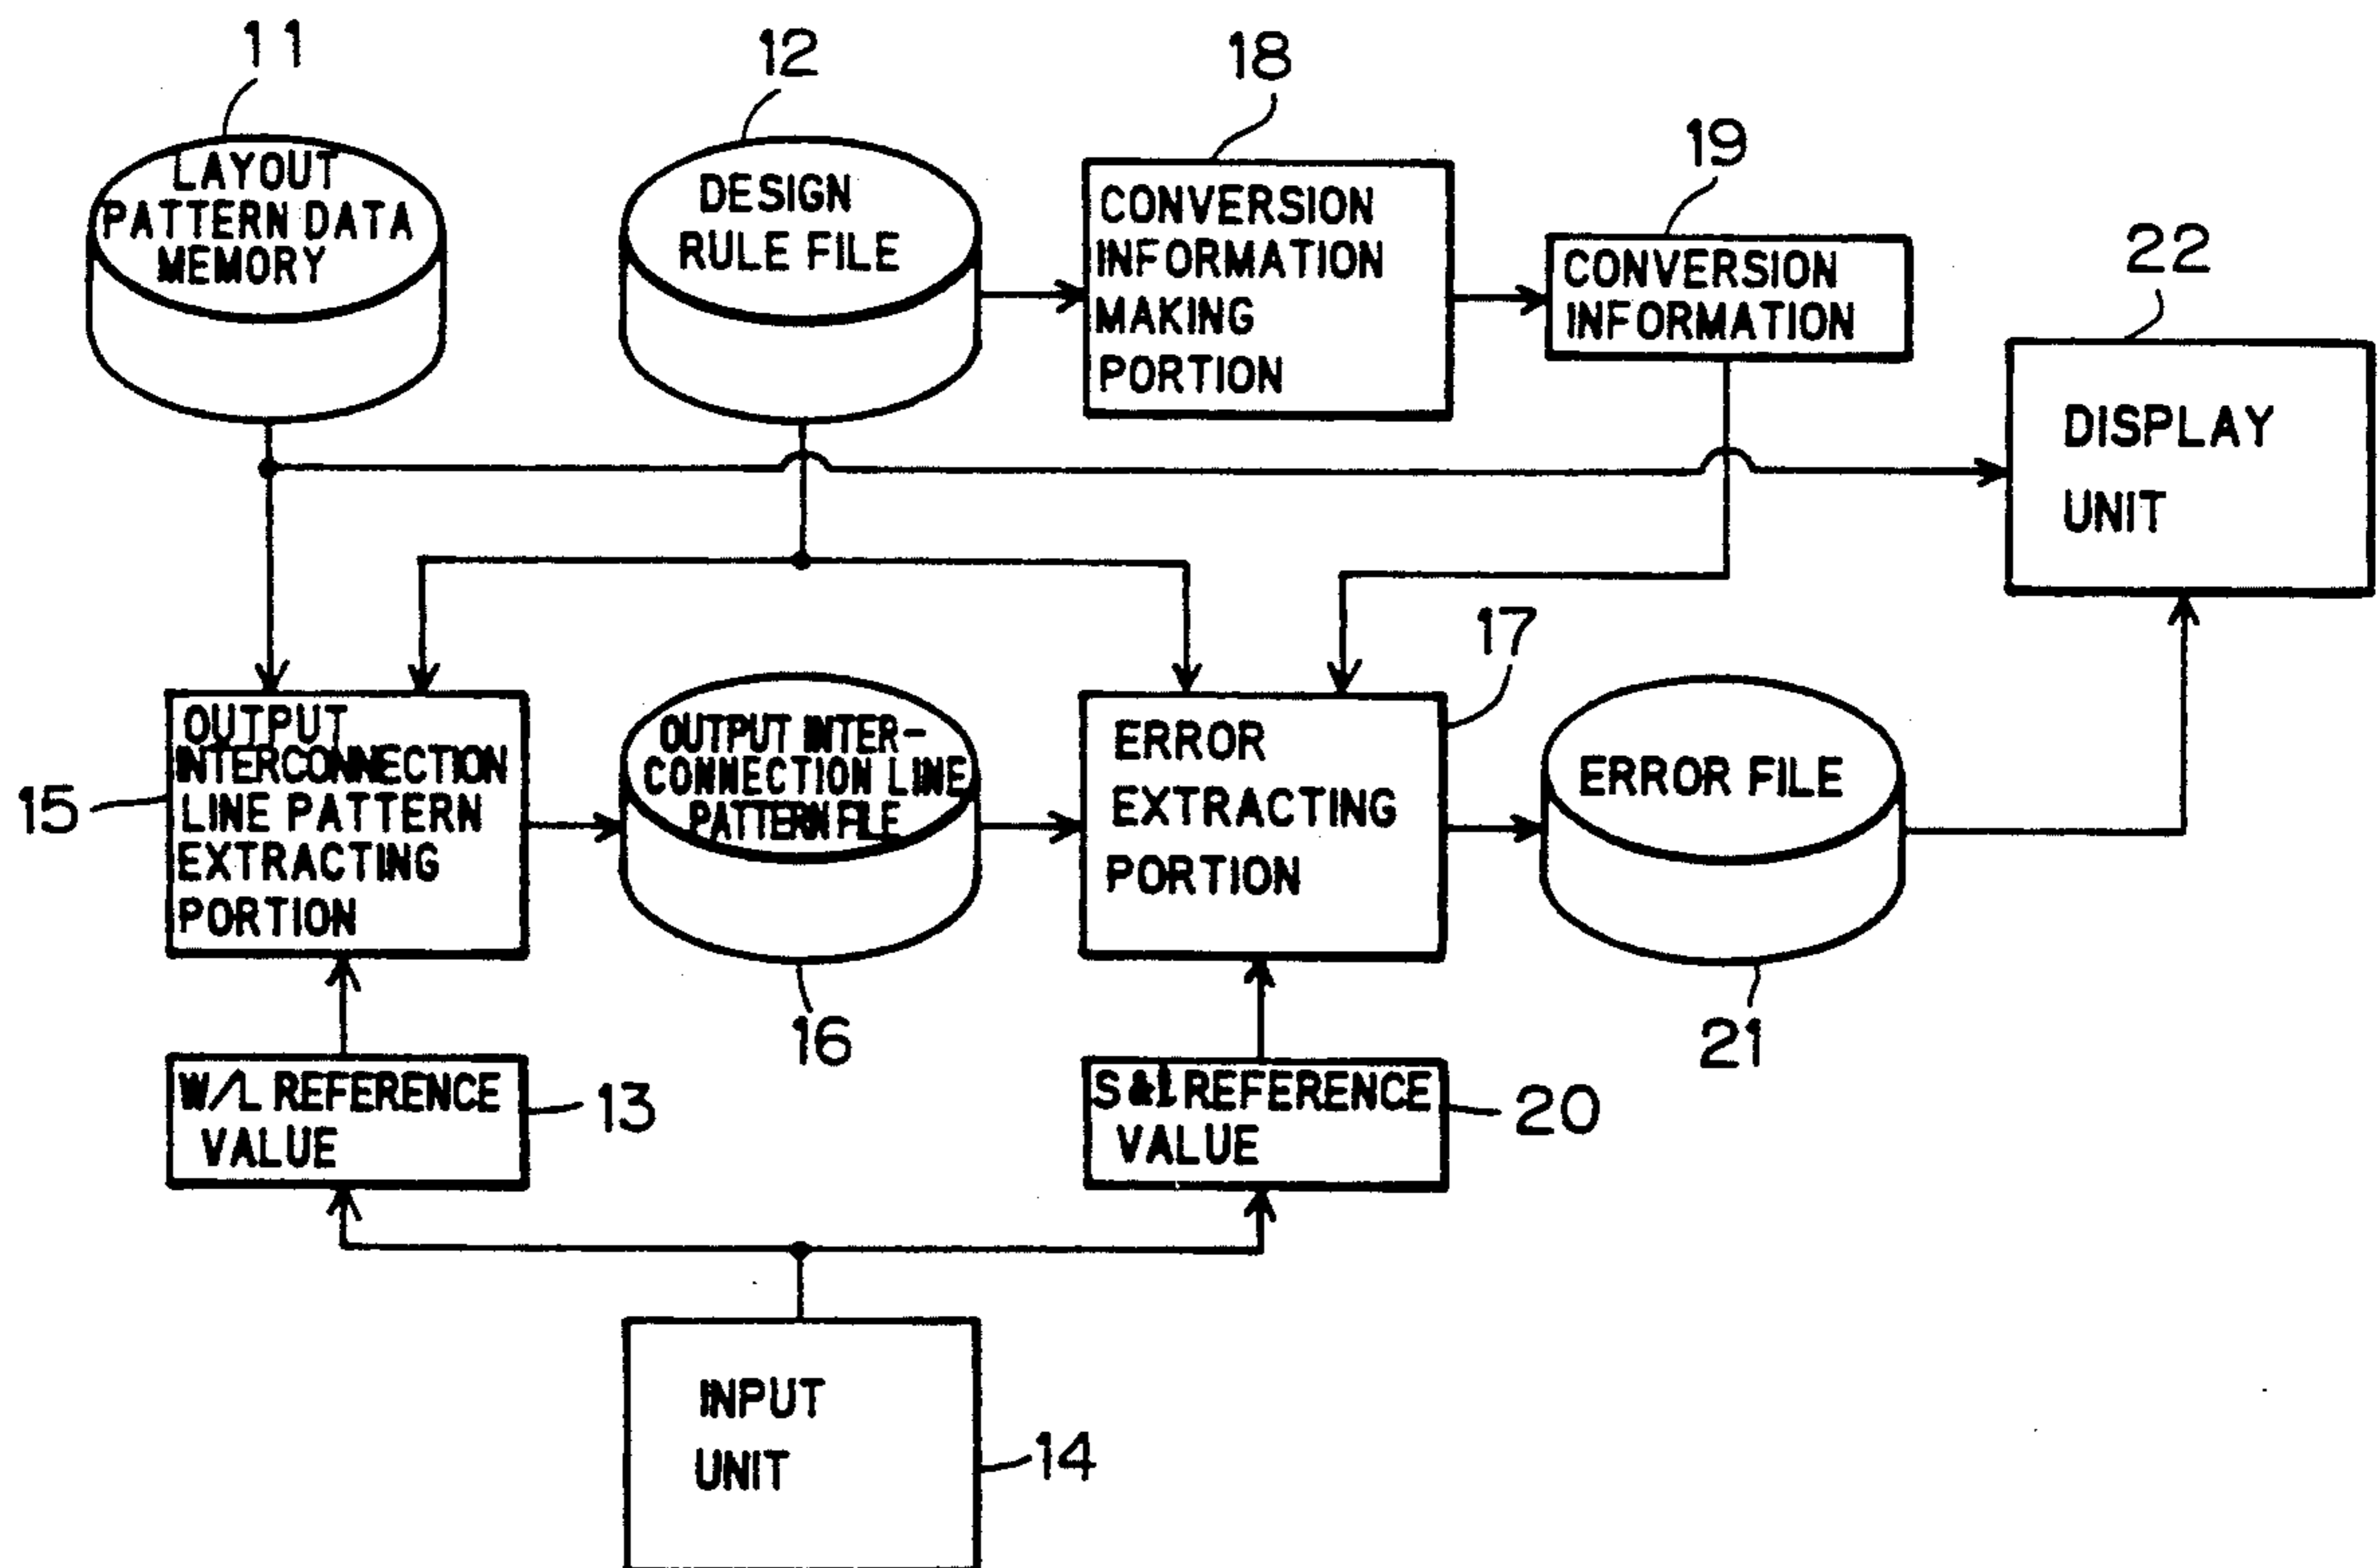 11
LAYOUT
PATTERN DATA
MEMORY
12
DESIGN
RULE FILE
18
CONVERSION
INFORMATION
MAKING
PORTION
19
CONVERSION
INFORMATION
22
DISPLAY
UNIT
15
OUTPUT
INTERCONNECTION
LINE PATTERN
EXTRACTING
PORTION
OUTPUT INTER-
CONNECTION LINE
PATTERN FILE
16
17
ERROR
EXTRACTING
PORTION
ERROR FILE
21
W/L REFERENCE
VALUE
13
REFERENCE
VALUE
20
INPUT
UNIT
14